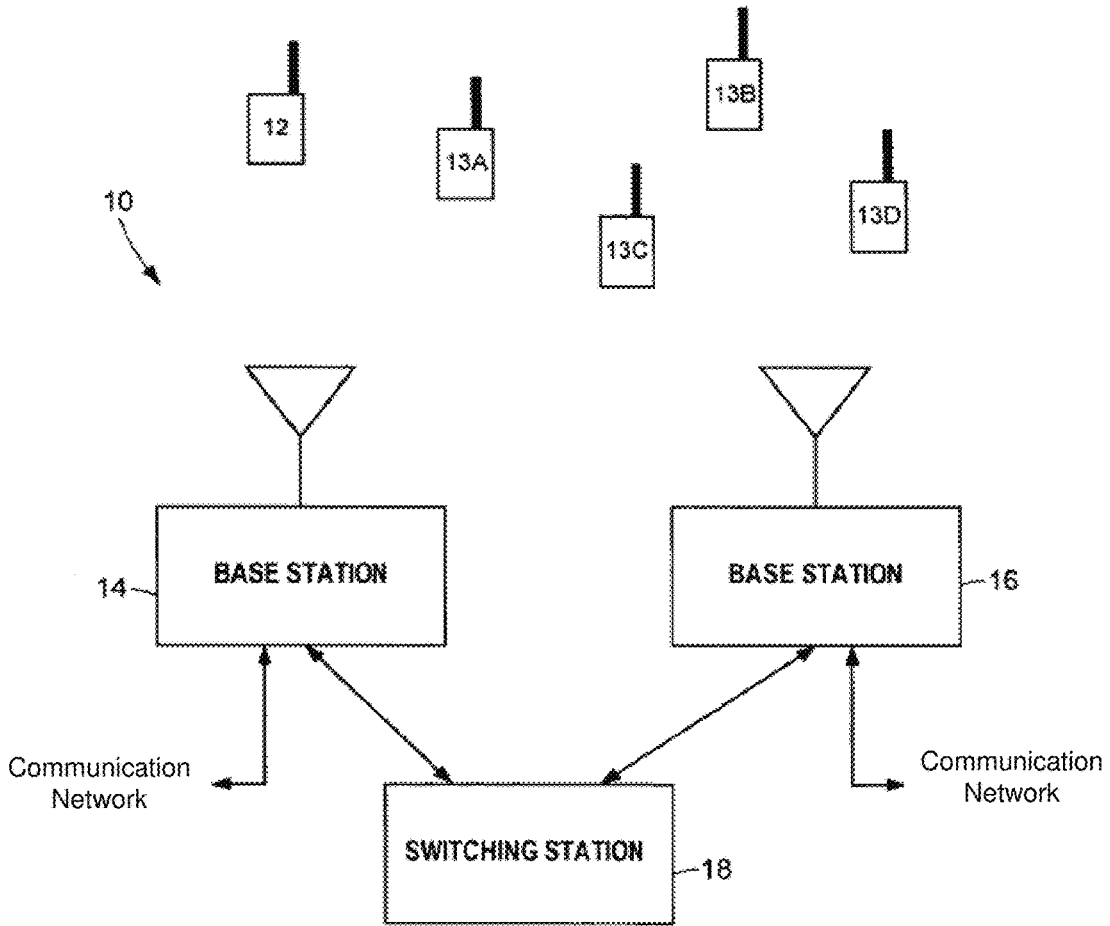 13B
12
13A
10
13D
13C
BASE STATION
BASE STATION
14
16
Communication
Network
Communication
Network
SWITCHING STATION
18